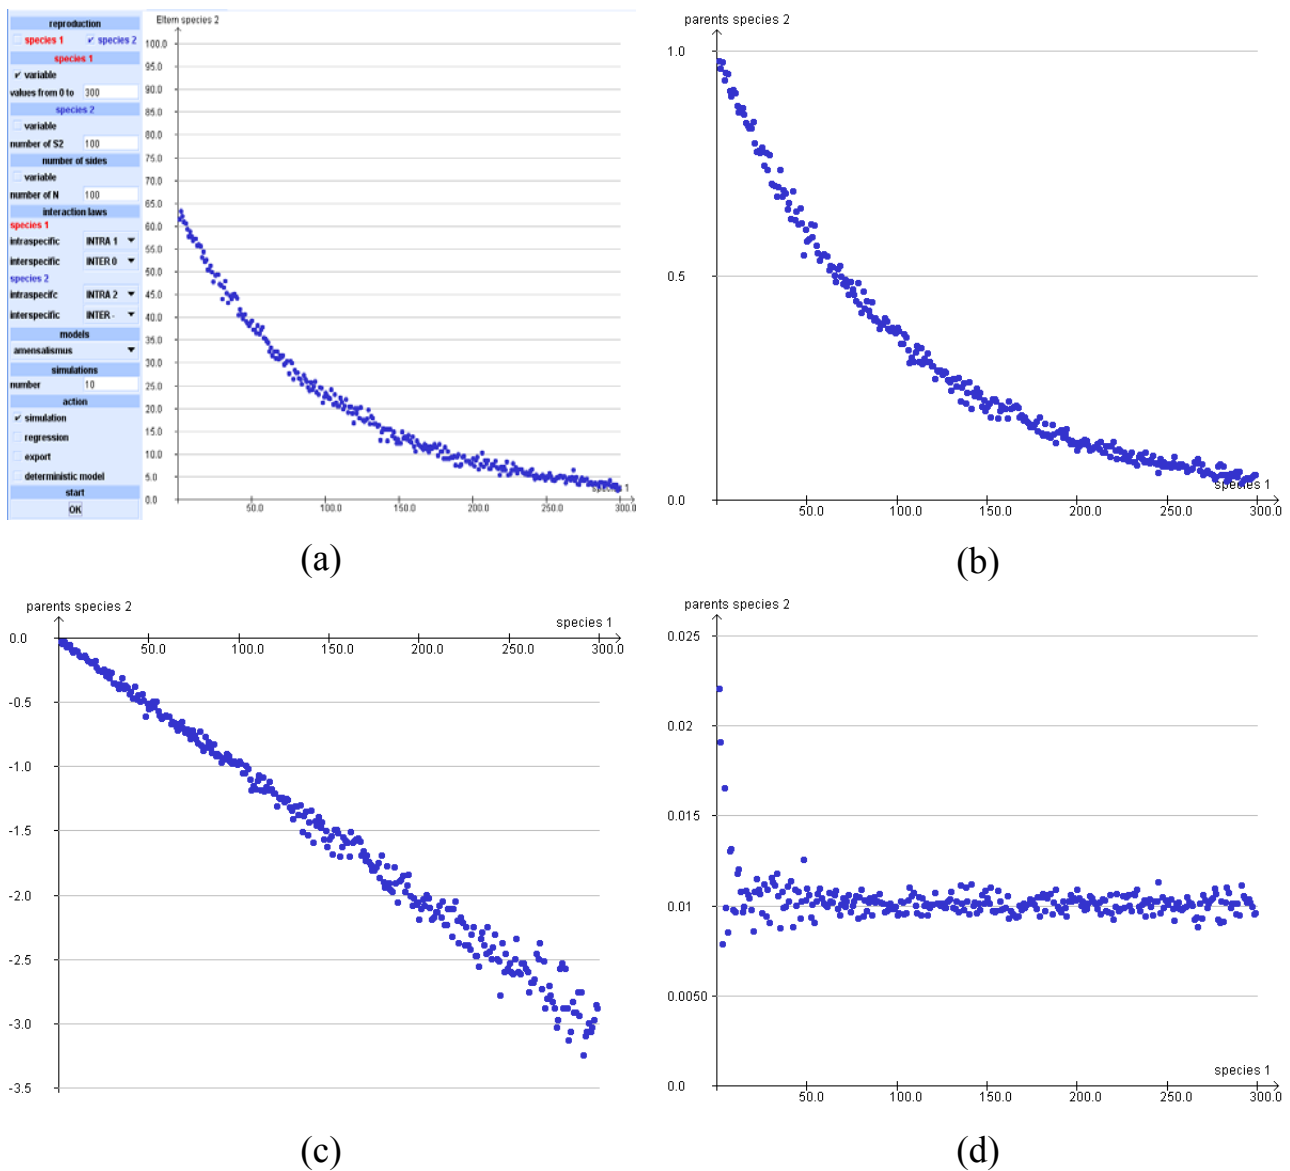 reproduction
species 1 species 2
species 1
variable
values from 0 to 300
species 2
variable
number of S2 100
number of sides
variable
number of N 100
interaction laws
species 1
intraspecific INTRA 1
interspecific INTER 0
species 2
intraspecifc INTRA 2
interspecific INTER -
models
amensalismus
simulations
number 10
action
simulation
regression
export
deterministic model
start
OK
Eltern species 2
100.0
95.0
90.0
85.0
80.0
75.0
70.0
65.0
60.0
55.0
50.0
45.0
40.0
35.0
30.0
25.0
20.0
15.0
10.0
5.0
0.0
species 1
50.0 100.0 150.0 200.0 250.0 300.0
(a)
parents species 2
1.0
0.5
0.0
species 1
50.0 100.0 150.0 200.0 250.0 300.0
(b)
parents species 2
species 1
0.0
50.0 100.0 150.0 200.0 250.0 300.0
-0.5
-1.0
-1.5
-2.0
-2.5
-3.0
-3.5
(c)
parents species 2
0.025
0.02
0.015
0.01
0.0050
0.0
species 1
50.0 100.0 150.0 200.0 250.0 300.0
(d)